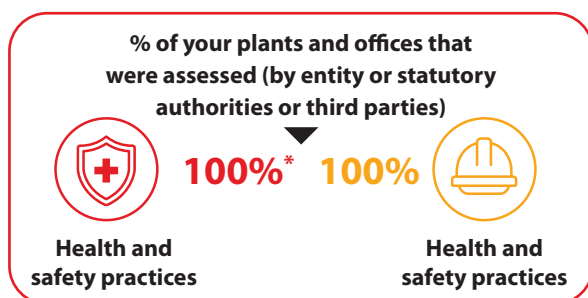 % of your plants and offices that
were assessed (by entity or statutory
authorities or third parties)
100%* 100%
Health and
safety practices
Health and
safety practices